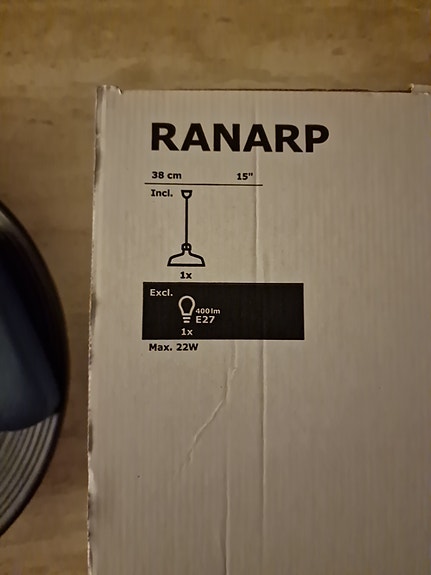 RANARP
38 cm 15"
Incl.
1x
Excl.
400lm
E27
1x
Max. 22W